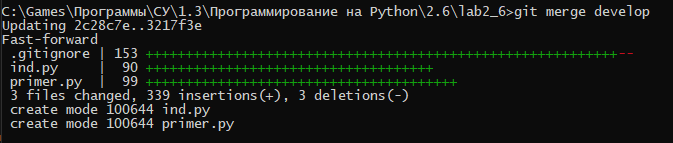 C:\Games\Программы\СУ\1.3\Программирование на Python\2.6\lab2_6>git merge develop
Updating 2c28c7e..3217f3e
Fast-forward
 .gitignore | 153 +++++++++++++++++++++++++++++++++++++++++++++++++++++++++++--
 ind.py     |  90 ++++++++++++++++++++++++++++++++++++
 primer.py  |  99 +++++++++++++++++++++++++++++++++++++++
 3 files changed, 339 insertions(+), 3 deletions(-)
 create mode 100644 ind.py
 create mode 100644 primer.py